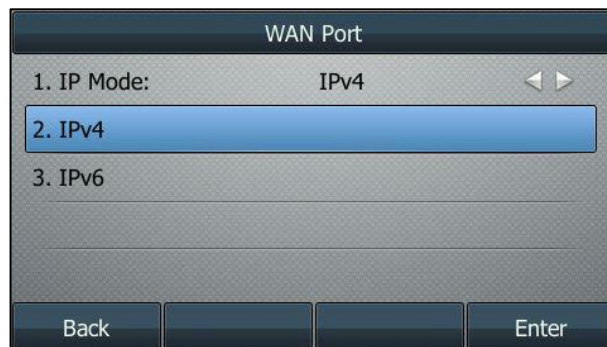 WAN Port
1. IP Mode: IPv4
2. IPv4
3. IPv6
Back Enter